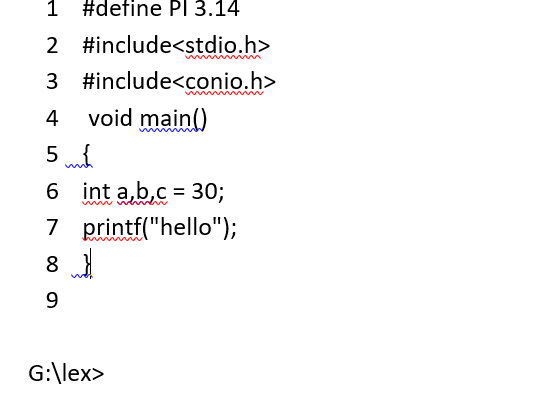 1 #define PI 3.14
2 #include<stdio.h>
3 #include<conio.h>
4 void main()
5 {
6 int a,b,c = 30;
7 printf("hello");
8 }
9
G:\lex>